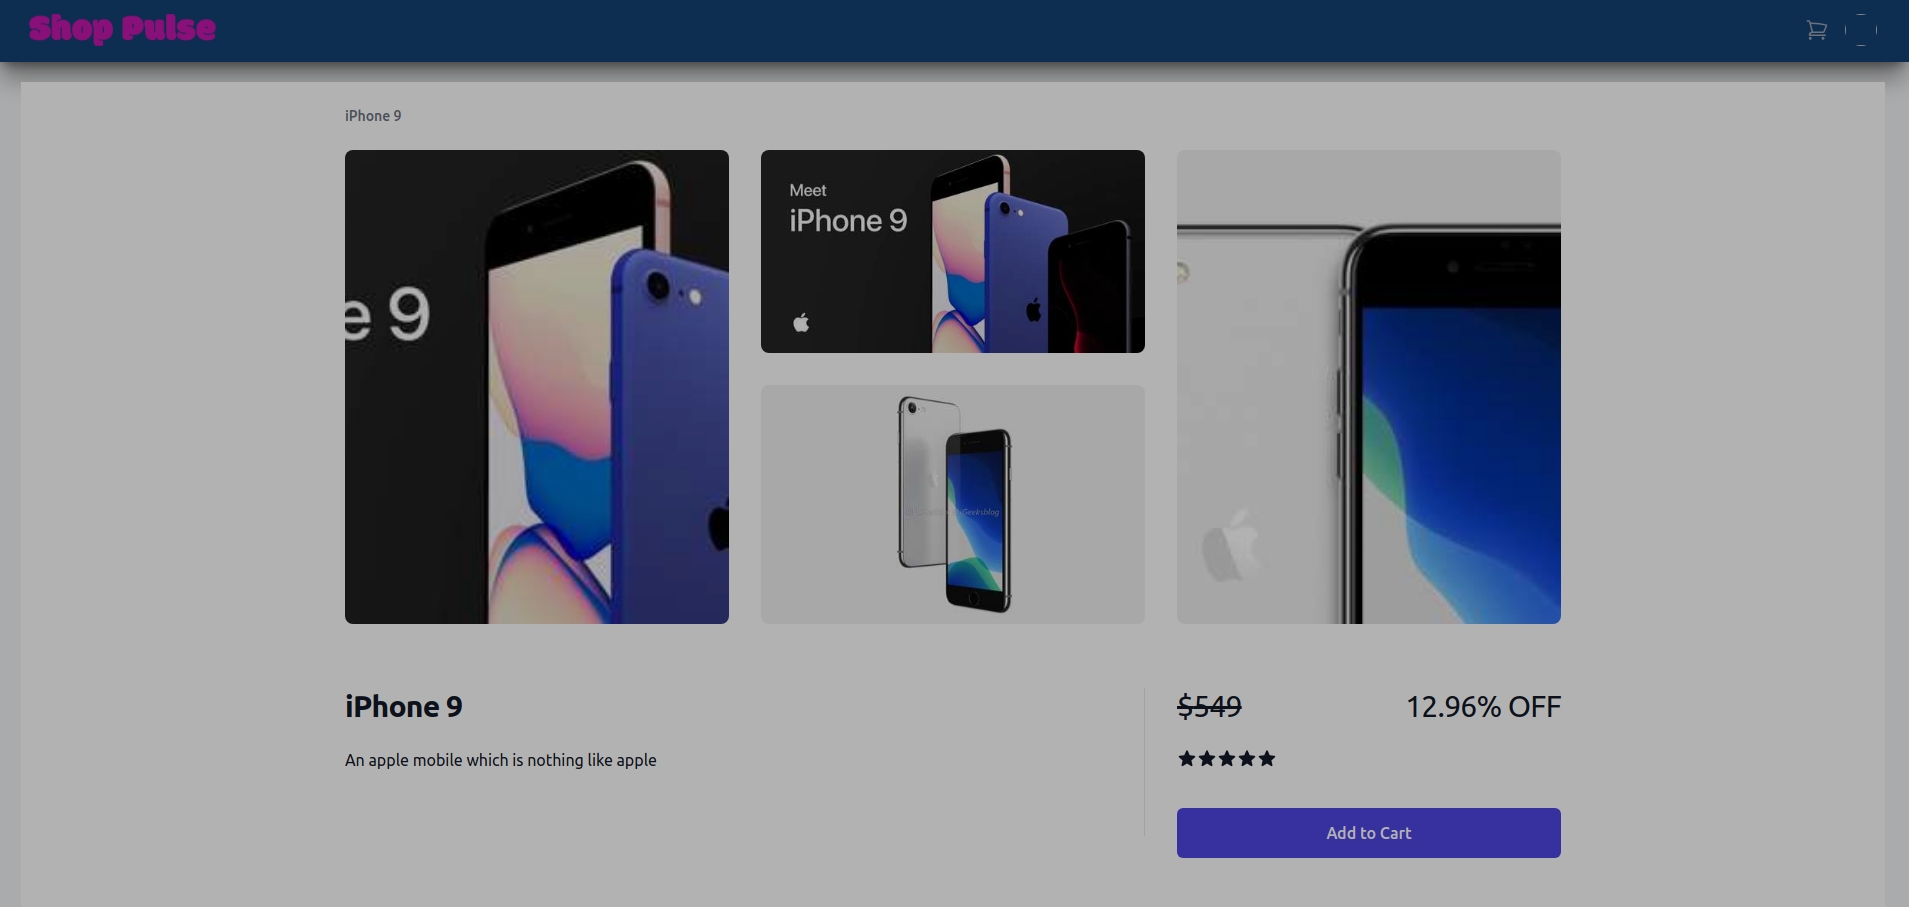 Shop Pulse
iPhone 9
e 9
Meet
iPhone 9
iPhone 9
$549
12.96% OFF
An apple mobile which is nothing like apple
Add to Cart